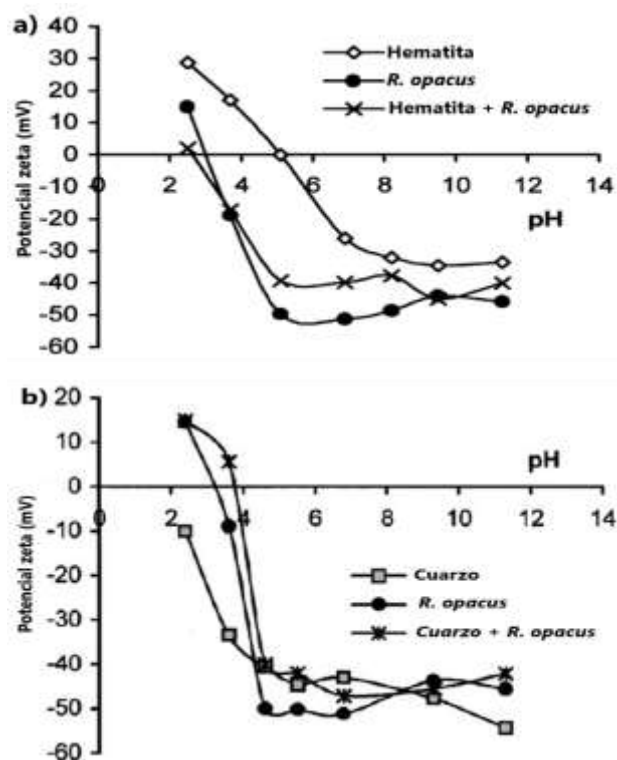 a)
40
30
20
10
0
-10
-20
-30
-40
-50
-60
Potencial zeta (mV)
0 2 4 6 8 10 12 14
pH
Hematita
R. opacus
Hematita + R. opacus
b)
20
10
0
-10
-20
-30
-40
-50
-60
Potencial zeta (mV)
0 2 4 6 8 10 12 14
pH
Cuarzo
R. opacus
Cuarzo + R. opacus